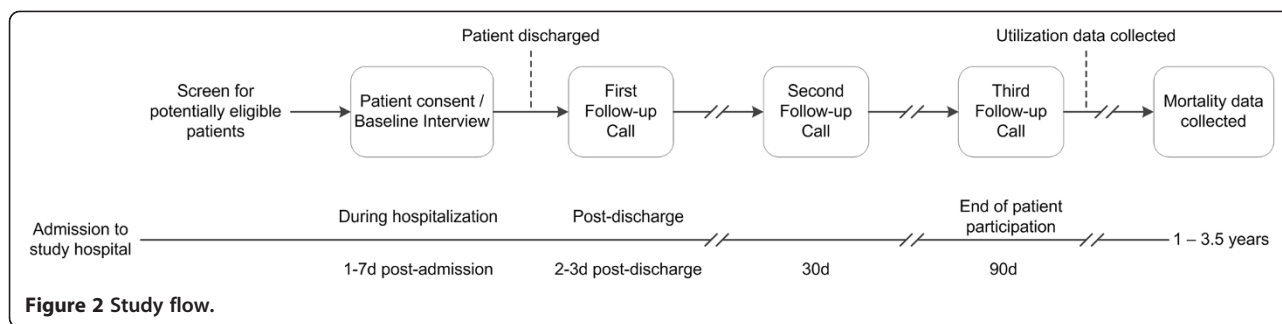 Patient discharged
Utilization data collected
Screen for
potentially eligible
patients
Patient consent /
Baseline Interview
First
Follow-up
Call
Second
Follow-up
Call
Third
Follow-up
Call
Mortality data
collected
Admission to
study hospital
During hospitalization
Post-discharge
End of patient
participation
1 – 3.5 years
1-7d post-admission
2-3d post-discharge
30d
90d
Figure 2 Study flow.